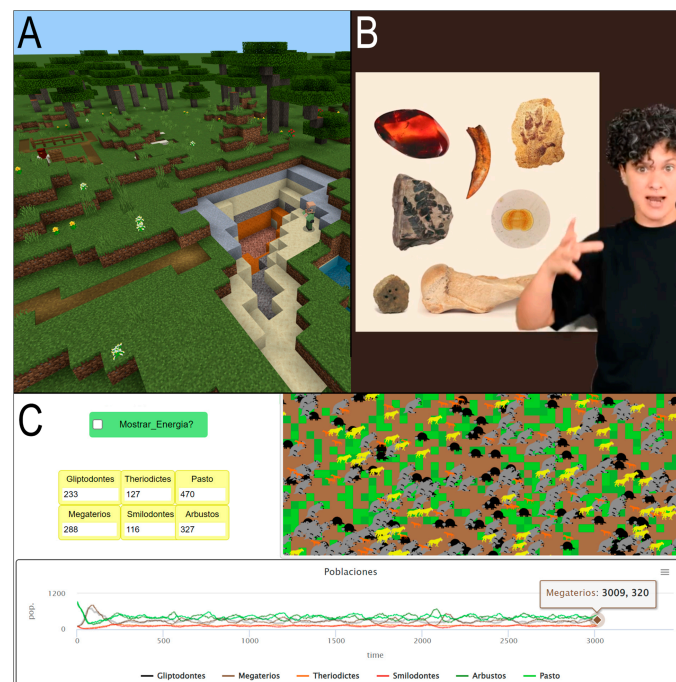 A
B
C
Mostrar_Energia?
Gliptodontes Theriodictes Pasto
233 127 470
Megaterios Smilodontes Arbustos
288 116 327
Poblaciones
1200
pop.
0
Megaterios: 3009, 320
0 500 1000 1500 2000 2500 3000
time
Gliptodontes Megaterios Theriodictes Smilodontes Arbustos Pasto